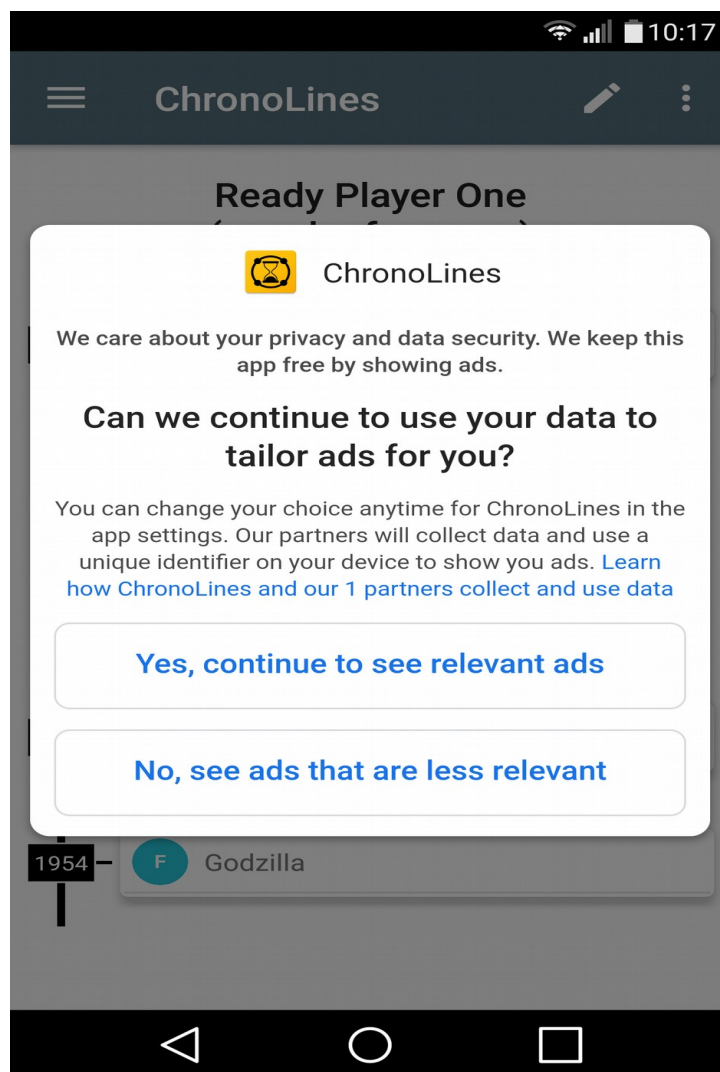 10:17
ChronoLines
Ready Player One
ChronoLines
We care about your privacy and data security. We keep this
app free by showing ads.
Can we continue to use your data to
tailor ads for you?
You can change your choice anytime for ChronoLines in the
app settings. Our partners will collect data and use a
unique identifier on your device to show you ads. Learn
how ChronoLines and our 1 partners collect and use data
Yes, continue to see relevant ads
No, see ads that are less relevant
1954
F
Godzilla